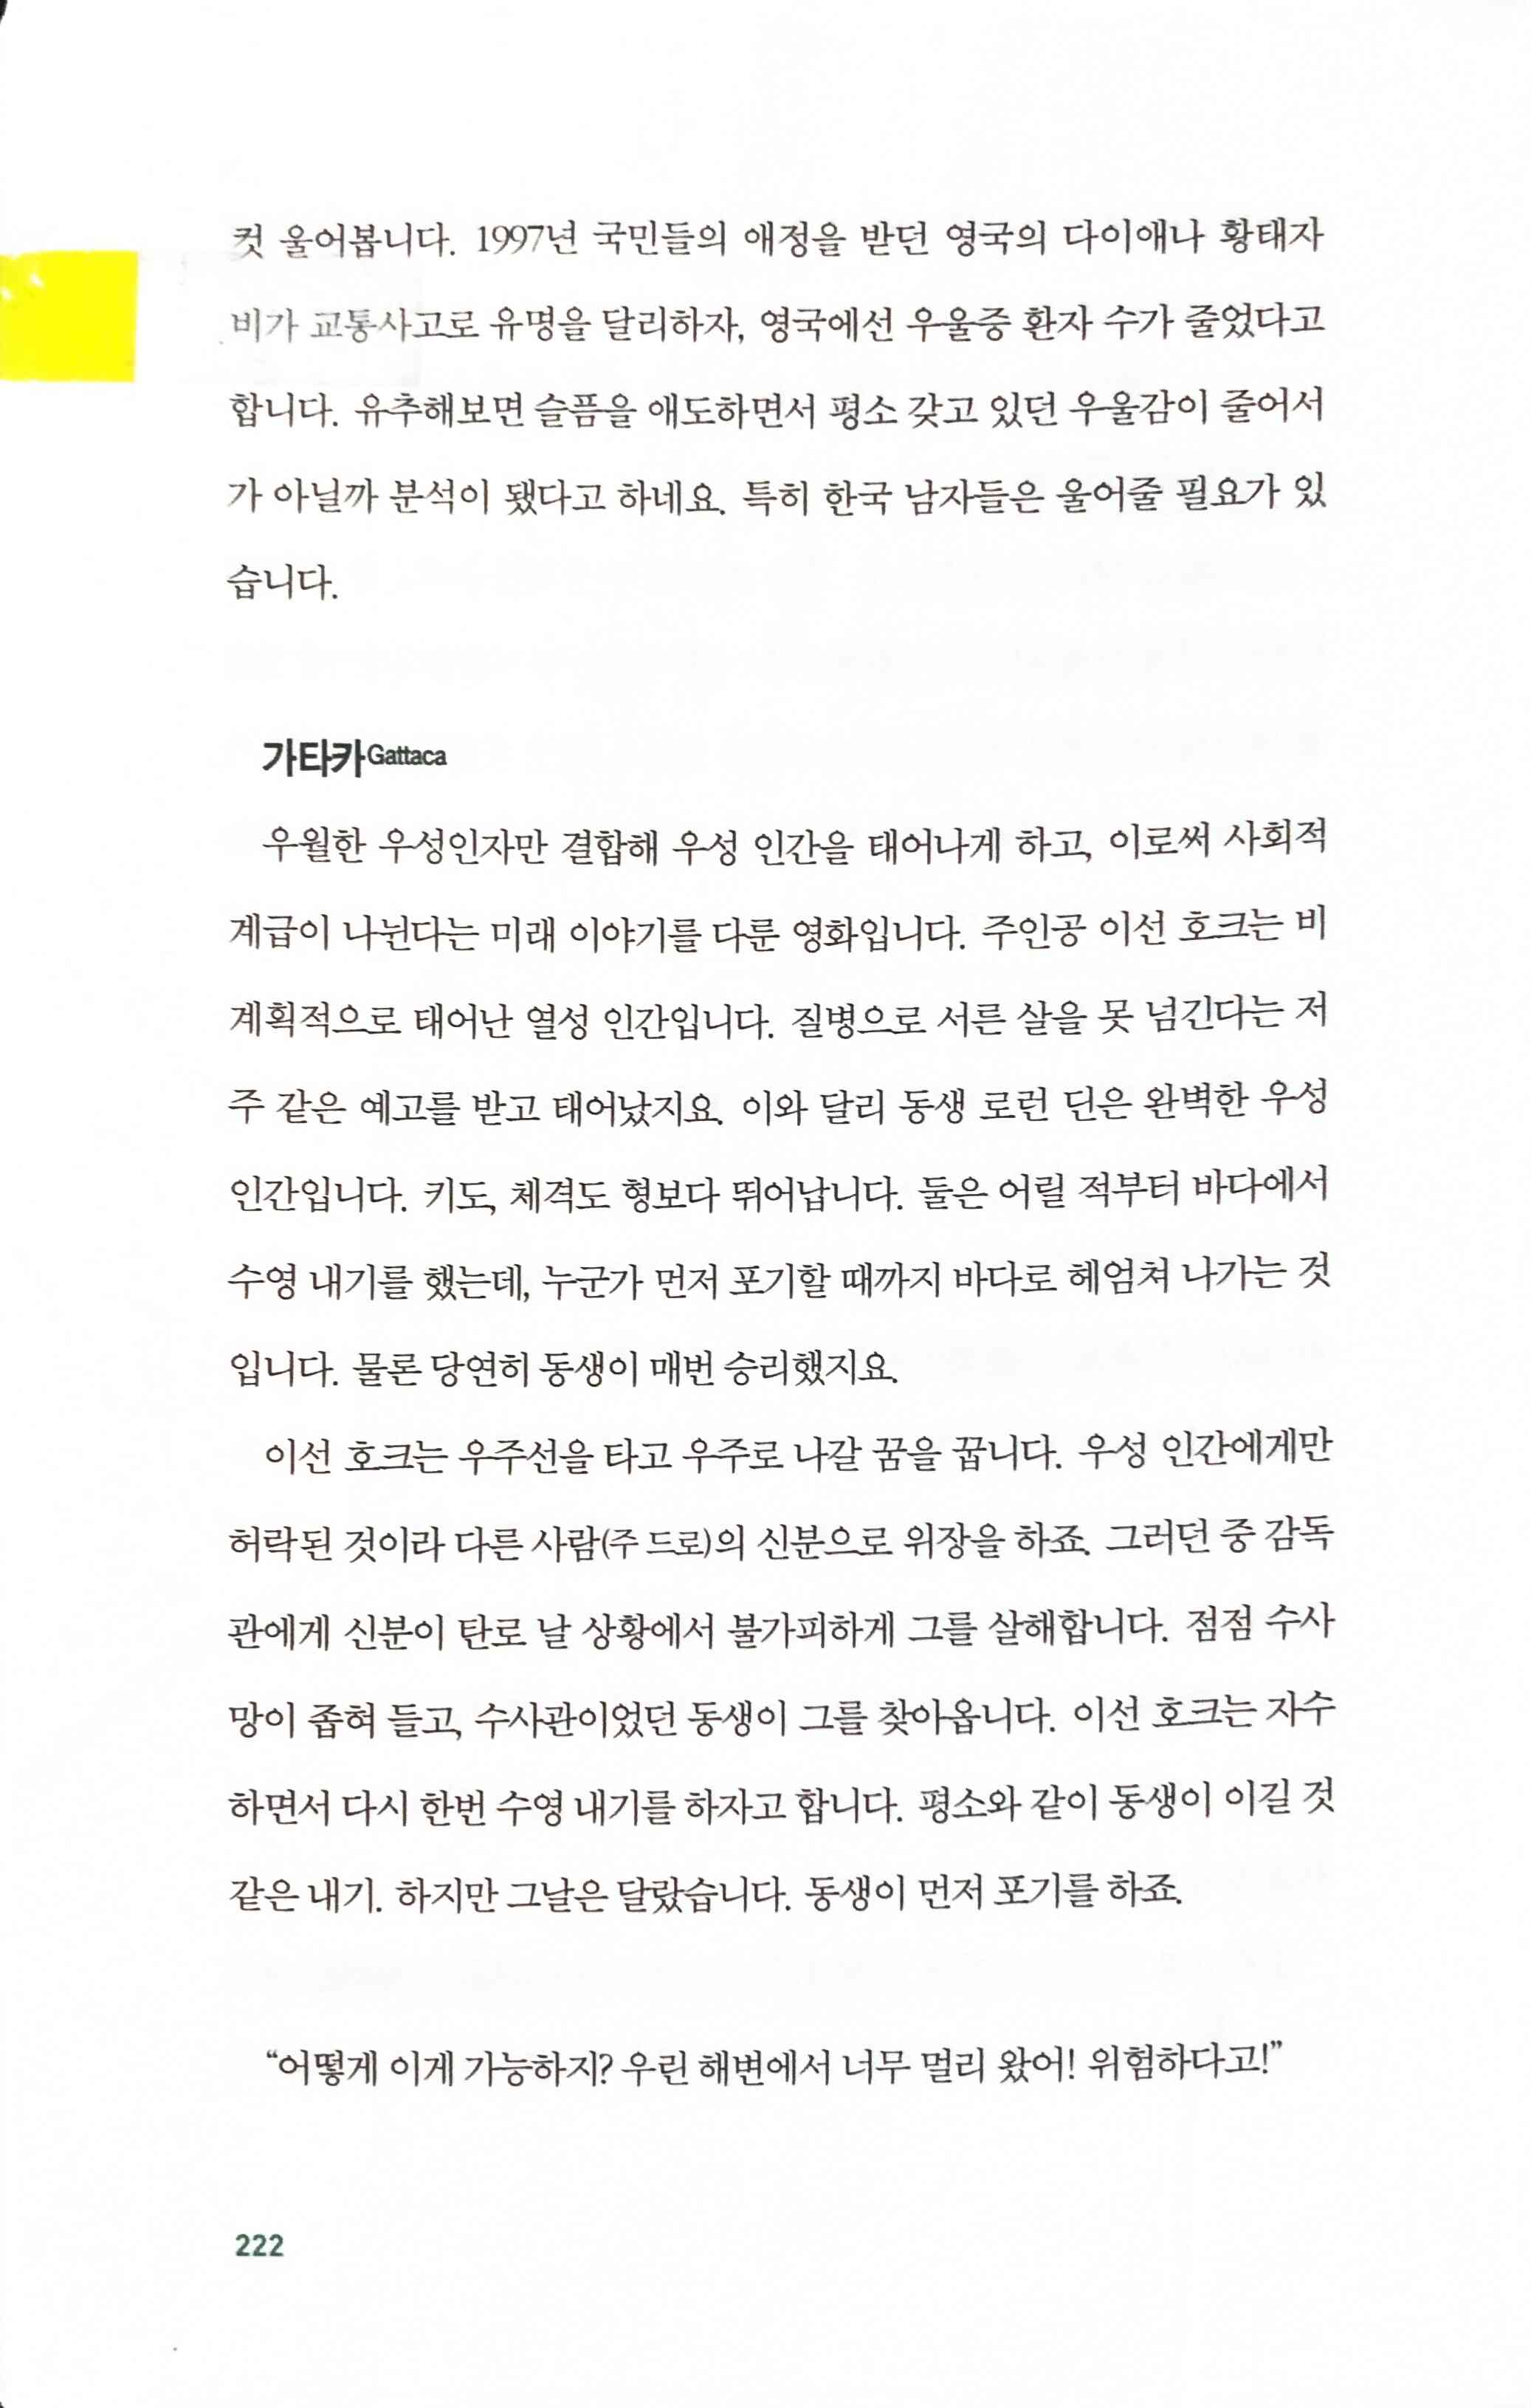 컷 울어봅니다. 1997년 국민들의 애정을 받던 영국의 다이애나 황태자
비가 교통사고로 유명을 달리하자, 영국에선 우울증 환자 수가 줄었다고
합니다. 유추해보면 슬픔을 애도하면서 평소 갖고 있던 우울감이 줄어서
가 아닐까 분석이 됐다고 하네요. 특히 한국 남자들은 울어줄 필요가 있
습니다.
가타카Gattaca
우월한 우성인자만 결합해 우성 인간을 태어나게 하고, 이로써 사회적
계급이 나뉜다는 미래 이야기를 다룬 영화입니다. 주인공 이선 호크는 비
계획적으로 태어난 열성 인간입니다. 질병으로 서른 살을 못 넘긴다는 저
주 같은 예고를 받고 태어났지요. 이와 달리 동생 로런 딘은 완벽한 우성
인간입니다. 키도, 체격도 형보다 뛰어납니다. 둘은 어릴 적부터 바다에서
수영 내기를 했는데, 누군가 먼저 포기할 때까지 바다로 헤엄쳐 나가는 것
입니다. 물론 당연히 동생이 매번 승리했지요.
이선 호크는 우주선을 타고 우주로 나갈 꿈을 꿉니다. 우성 인간에게만
허락된 것이라 다른 사람(주 드로)의 신분으로 위장을 하죠. 그러던 중 감독
관에게 신분이 탄로 날 상황에서 불가피하게 그를 살해합니다. 점점 수사
망이 좁혀 들고, 수사관이었던 동생이 그를 찾아옵니다. 이선 호크는 자수
하면서 다시 한번 수영 내기를 하자고 합니다. 평소와 같이 동생이 이길 것
같은 내기. 하지만 그날은 달랐습니다. 동생이 먼저 포기를 하죠.
“어떻게 이게 가능하지? 우린 해변에서 너무 멀리 왔어! 위험하다고!”
222